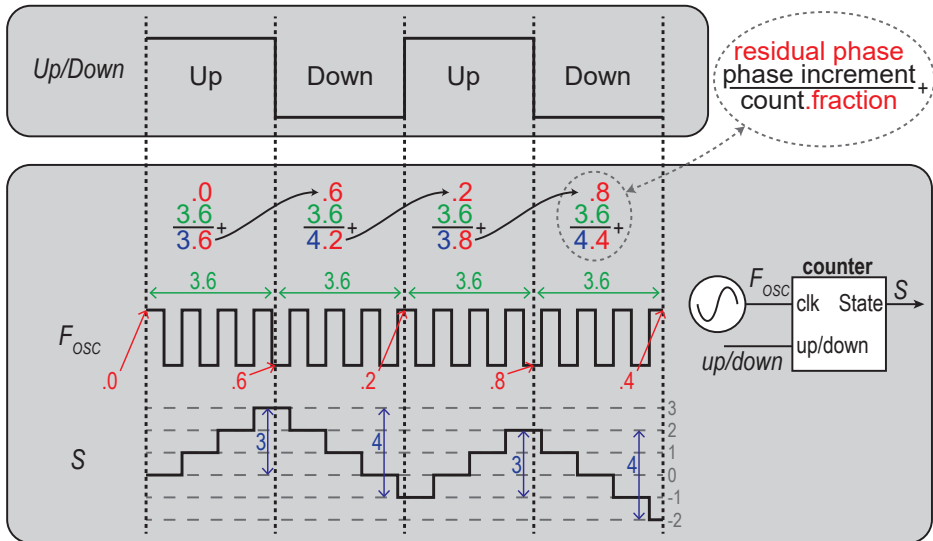 Up/Down
Up
Down
Up
Down
residual phase
phase increment
count.fraction
+
.0
.6
.2
.8
3.6 +
3.6 +
3.6 +
3.6 +
3.6
4.2
3.8
4.4
3.6
3.6
3.6
3.6
Fosc
.0
.6
.2
.8
.4
S
3
4
3
4
3
2
1
0
-1
-2
counter
Fosc
clk
State
S
up/down
up/down